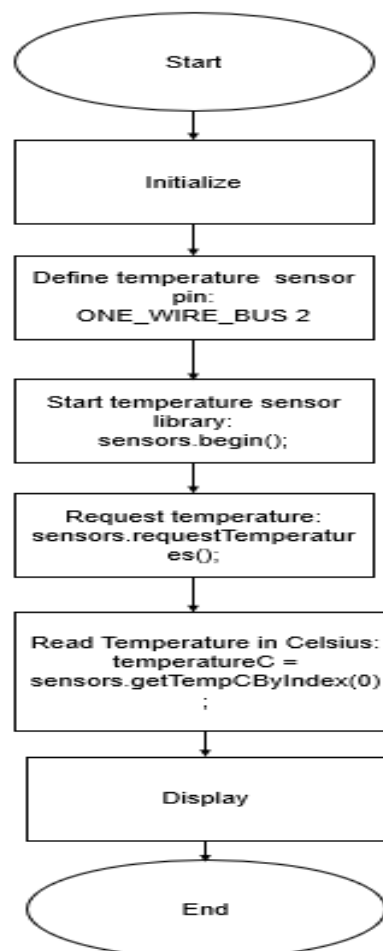 Start
Initialize
Define temperature sensor
pin:
ONE_WIRE_BUS 2
Start temperature sensor
library:
sensors.begin();
Request temperature:
sensors.requestTemperatur
es();
Read Temperature in Celsius:
temperatureC =
sensors.getTempCByIndex(0)
;
Display
End